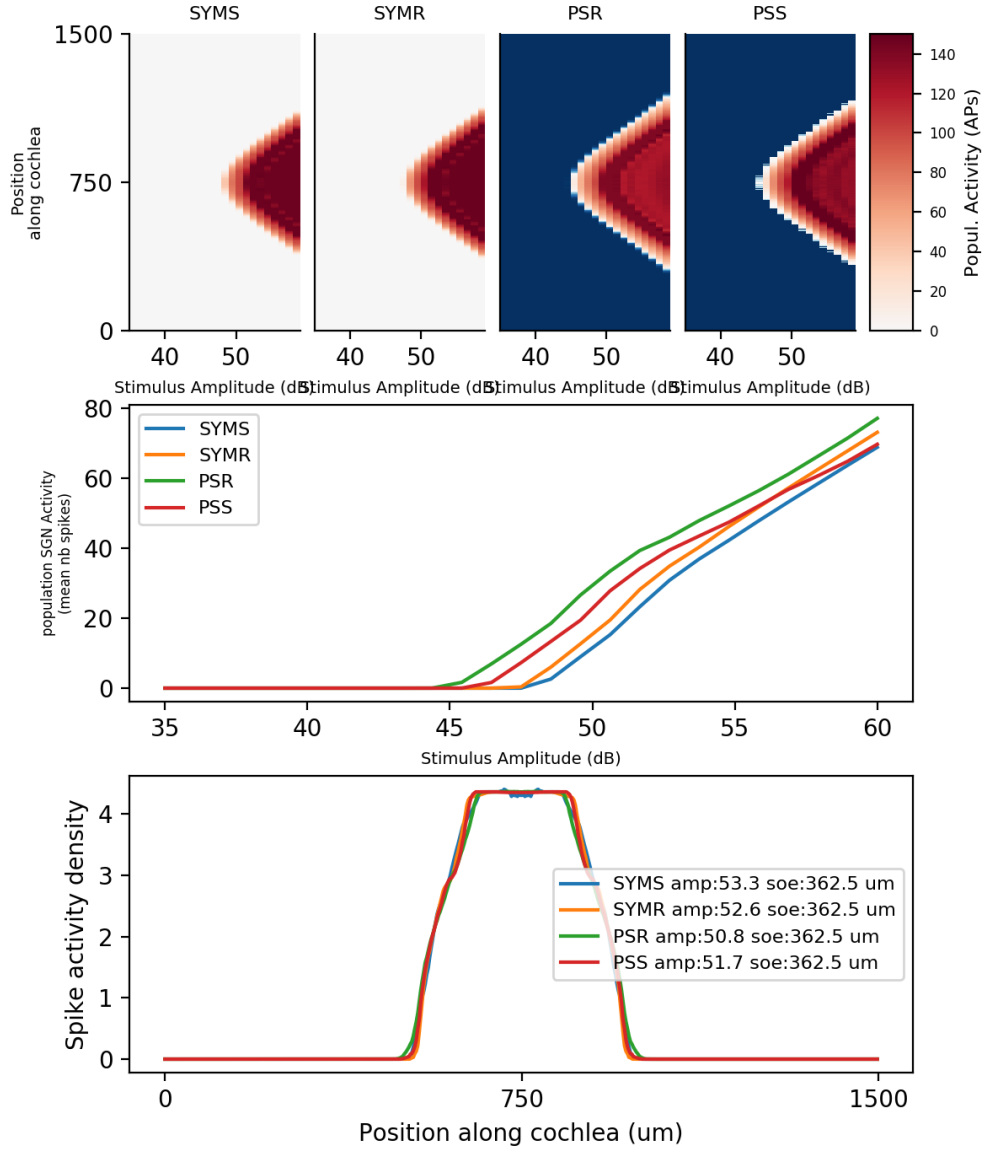 SYMS SYMR PSR PSS
1500
750
0
Position
along cochlea
40 50 40 50 40 50 40 50
Stimulus Amplitude (dB) Stimulus Amplitude (dB) Stimulus Amplitude (dB) Stimulus Amplitude (dB)
140
120
100
80
60
40
20
0
Popul. Activity (APs)
80
60
40
20
0
population SGN Activity
(mean nb spikes)
SYMS
SYMR
PSR
PSS
35 40 45 50 55 60
Stimulus Amplitude (dB)
4
3
2
1
0
Spike activity density
SYMS amp:53.3 soe:362.5 um
SYMR amp:52.6 soe:362.5 um
PSR amp:50.8 soe:362.5 um
PSS amp:51.7 soe:362.5 um
0 750 1500
Position along cochlea (um)